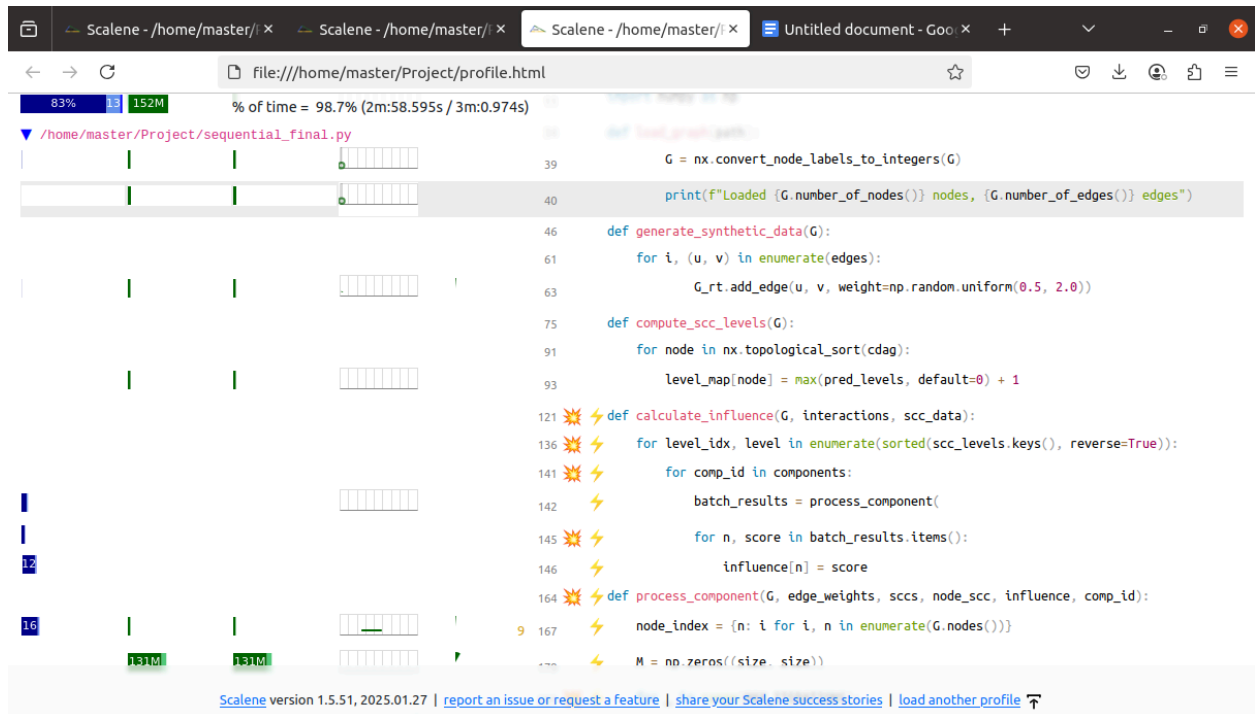 Scalene - /home/master/
Scalene - /home/master/
Scalene - /home/master/
Untitled document - Goo
file:///home/master/Project/profile.html
83% 13 152M % of time = 98.7% (2m:58.595s / 3m:0.974s)
import numpy as np
▼ /home/master/Project/sequential_final.py
def load_graph(path):
39 G = nx.convert_node_labels_to_integers(G)
40 print(f"Loaded {G.number_of_nodes()} nodes, {G.number_of_edges()} edges")
46 def generate_synthetic_data(G):
61 for i, (u, v) in enumerate(edges):
63 G_rt.add_edge(u, v, weight=np.random.uniform(0.5, 2.0))
75 def compute_scc_levels(G):
91 for node in nx.topological_sort(cdag):
93 level_map[node] = max(pred_levels, default=0) + 1
121 💥 ⚡ def calculate_influence(G, interactions, scc_data):
136 💥 ⚡ for level_idx, level in enumerate(sorted(scc_levels.keys(), reverse=True)):
141 💥 ⚡ for comp_id in components:
142 ⚡ batch_results = process_component(
145 💥 ⚡ for n, score in batch_results.items():
12 146 ⚡ influence[n] = score
164 💥 ⚡ def process_component(G, edge_weights, sccs, node_scc, influence, comp_id):
16 9 167 ⚡ node_index = {n: i for i, n in enumerate(G.nodes())}
131M 131M ⚡ M = np.zeros((size, size))
Scalene version 1.5.51, 2025.01.27 | report an issue or request a feature | share your Scalene success stories | load another profile